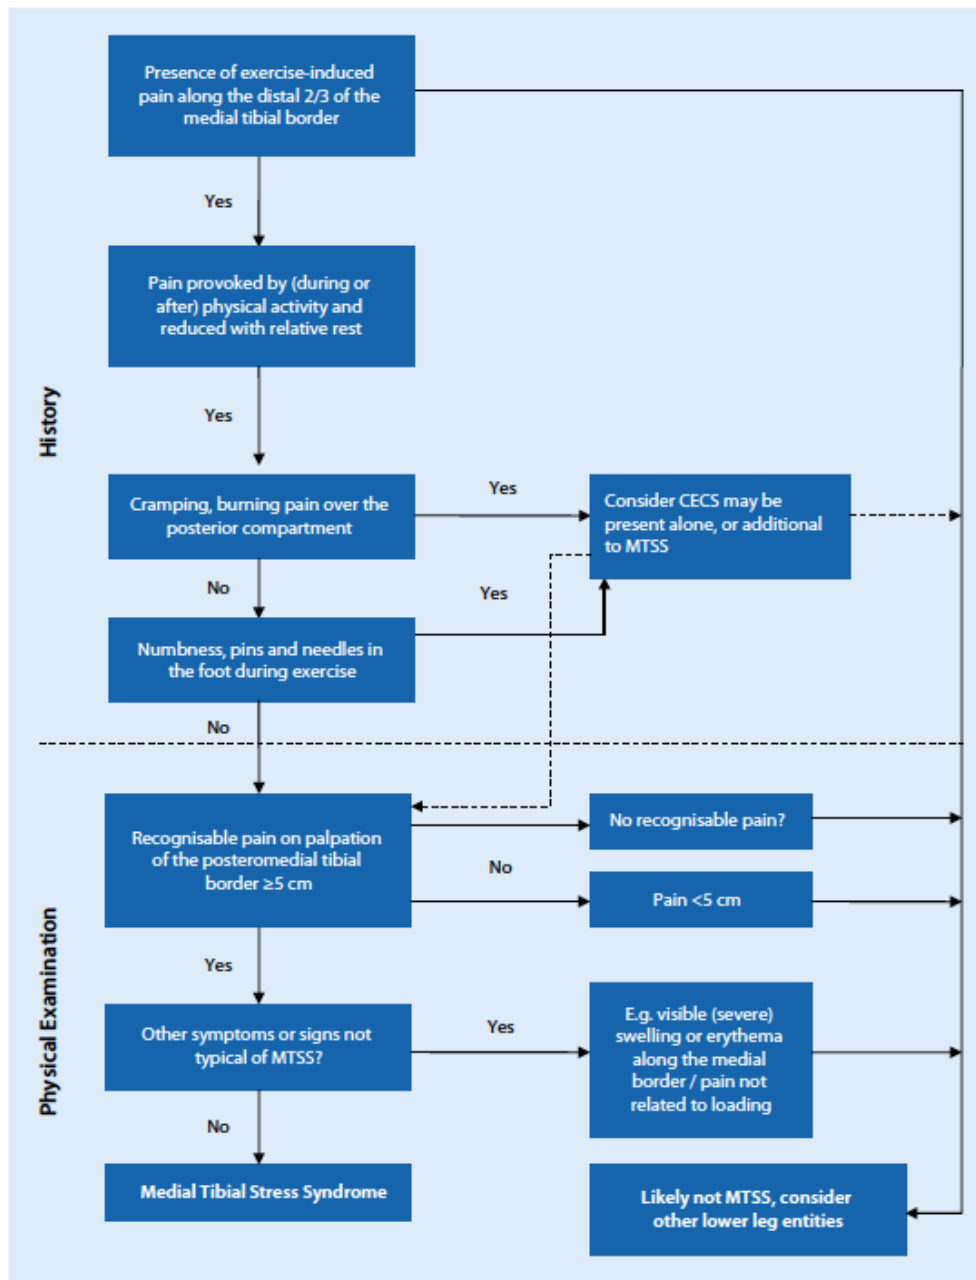 Presence of exercise-induced
pain along the distal 2/3 of the
medial tibial border
Yes
Pain provoked by (during or
after) physical activity and
reduced with relative rest
History
Yes
Cramping, burning pain over the
posterior compartment
Yes
Consider CECS may be
present alone, or additional
to MTSS
No
Yes
Numbness, pins and needles in
the foot during exercise
No
Recognisable pain on palpation
of the posteromedial tibial
border ≥5 cm
No recognisable pain?
No
Pain <5 cm
Physical Examination
Yes
Other symptoms or signs not
typical of MTSS?
Yes
E.g. visible (severe)
swelling or erythema
along the medial
border / pain not
related to loading
No
Medial Tibial Stress Syndrome
Likely not MTSS, consider
other lower leg entities